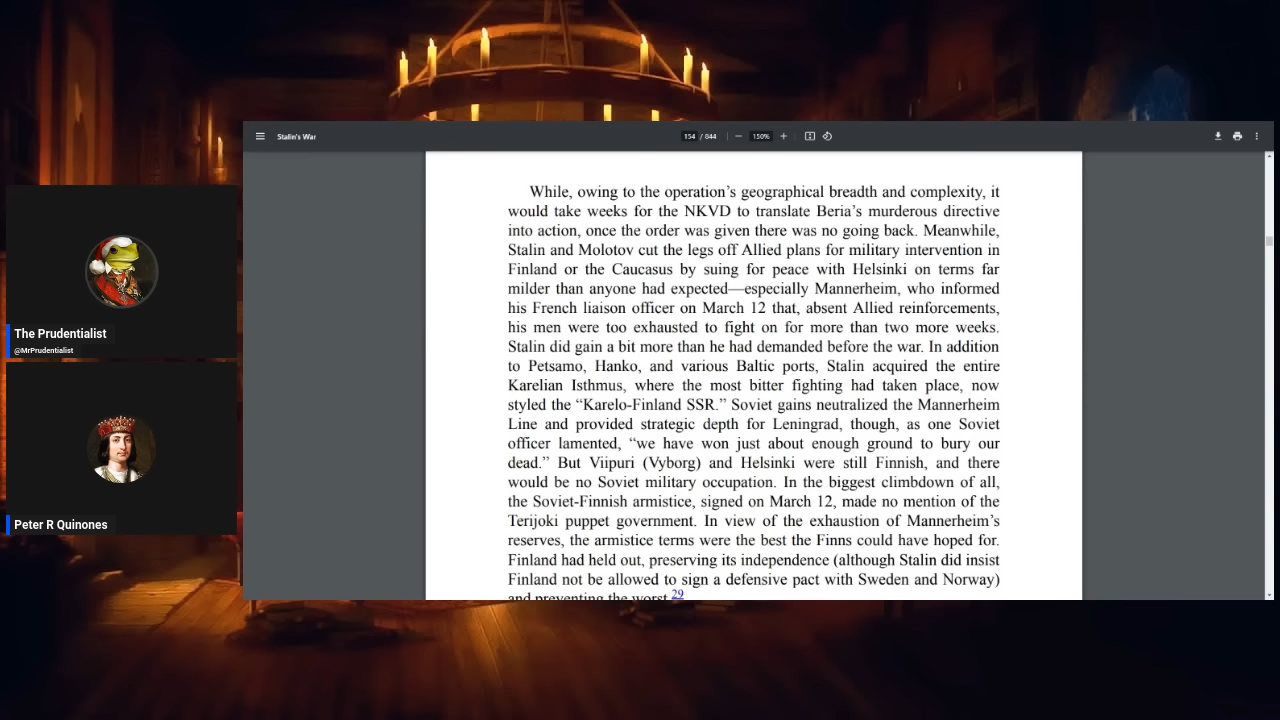 Stalin's War
154 / 844
150%
While, owing to the operation’s geographical breadth and complexity, it
would take weeks for the NKVD to translate Beria’s murderous directive
into action, once the order was given there was no going back. Meanwhile,
Stalin and Molotov cut the legs off Allied plans for military intervention in
Finland or the Caucasus by suing for peace with Helsinki on terms far
milder than anyone had expected—especially Mannerheim, who informed
his French liaison officer on March 12 that, absent Allied reinforcements,
his men were too exhausted to fight on for more than two more weeks.
Stalin did gain a bit more than he had demanded before the war. In addition
to Petsamo, Hanko, and various Baltic ports, Stalin acquired the entire
Karelian Isthmus, where the most bitter fighting had taken place, now
styled the “Karelo-Finland SSR.” Soviet gains neutralized the Mannerheim
Line and provided strategic depth for Leningrad, though, as one Soviet
officer lamented, “we have won just about enough ground to bury our
dead.” But Viipuri (Vyborg) and Helsinki were still Finnish, and there
would be no Soviet military occupation. In the biggest climbdown of all,
the Soviet-Finnish armistice, signed on March 12, made no mention of the
Terijoki puppet government. In view of the exhaustion of Mannerheim’s
reserves, the armistice terms were the best the Finns could have hoped for.
Finland had held out, preserving its independence (although Stalin did insist
Finland not be allowed to sign a defensive pact with Sweden and Norway)
and preventing the worst.29
The Prudentialist
@MrPrudentialist
Peter R Quinones